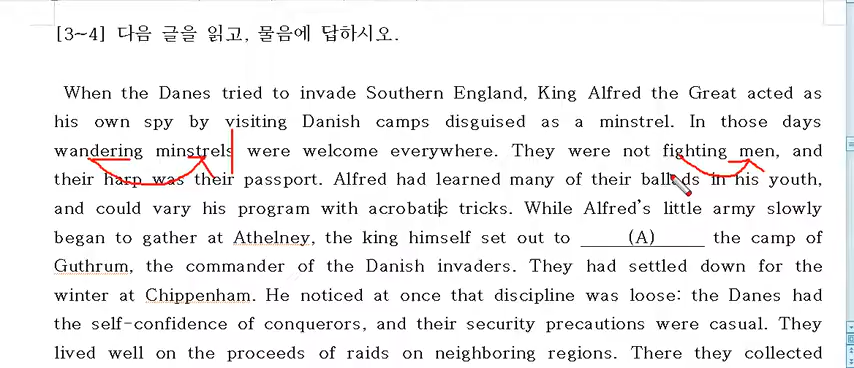 [3~4] 다음 글을 읽고, 물음에 답하시오.
When the Danes tried to invade Southern England, King Alfred the Great acted as
his own spy by visiting Danish camps disguised as a minstrel. In those days
wandering minstrels were welcome everywhere. They were not fighting men, and
their harp was their passport. Alfred had learned many of their ballads in his youth,
and could vary his program with acrobatic tricks. While Alfred's little army slowly
began to gather at Athelney, the king himself set out to ______(A)______ the camp of
Guthrum, the commander of the Danish invaders. They had settled down for the
winter at Chippenham. He noticed at once that discipline was loose: the Danes had
the self-confidence of conquerors, and their security precautions were casual. They
lived well on the proceeds of raids on neighboring regions. There they collected